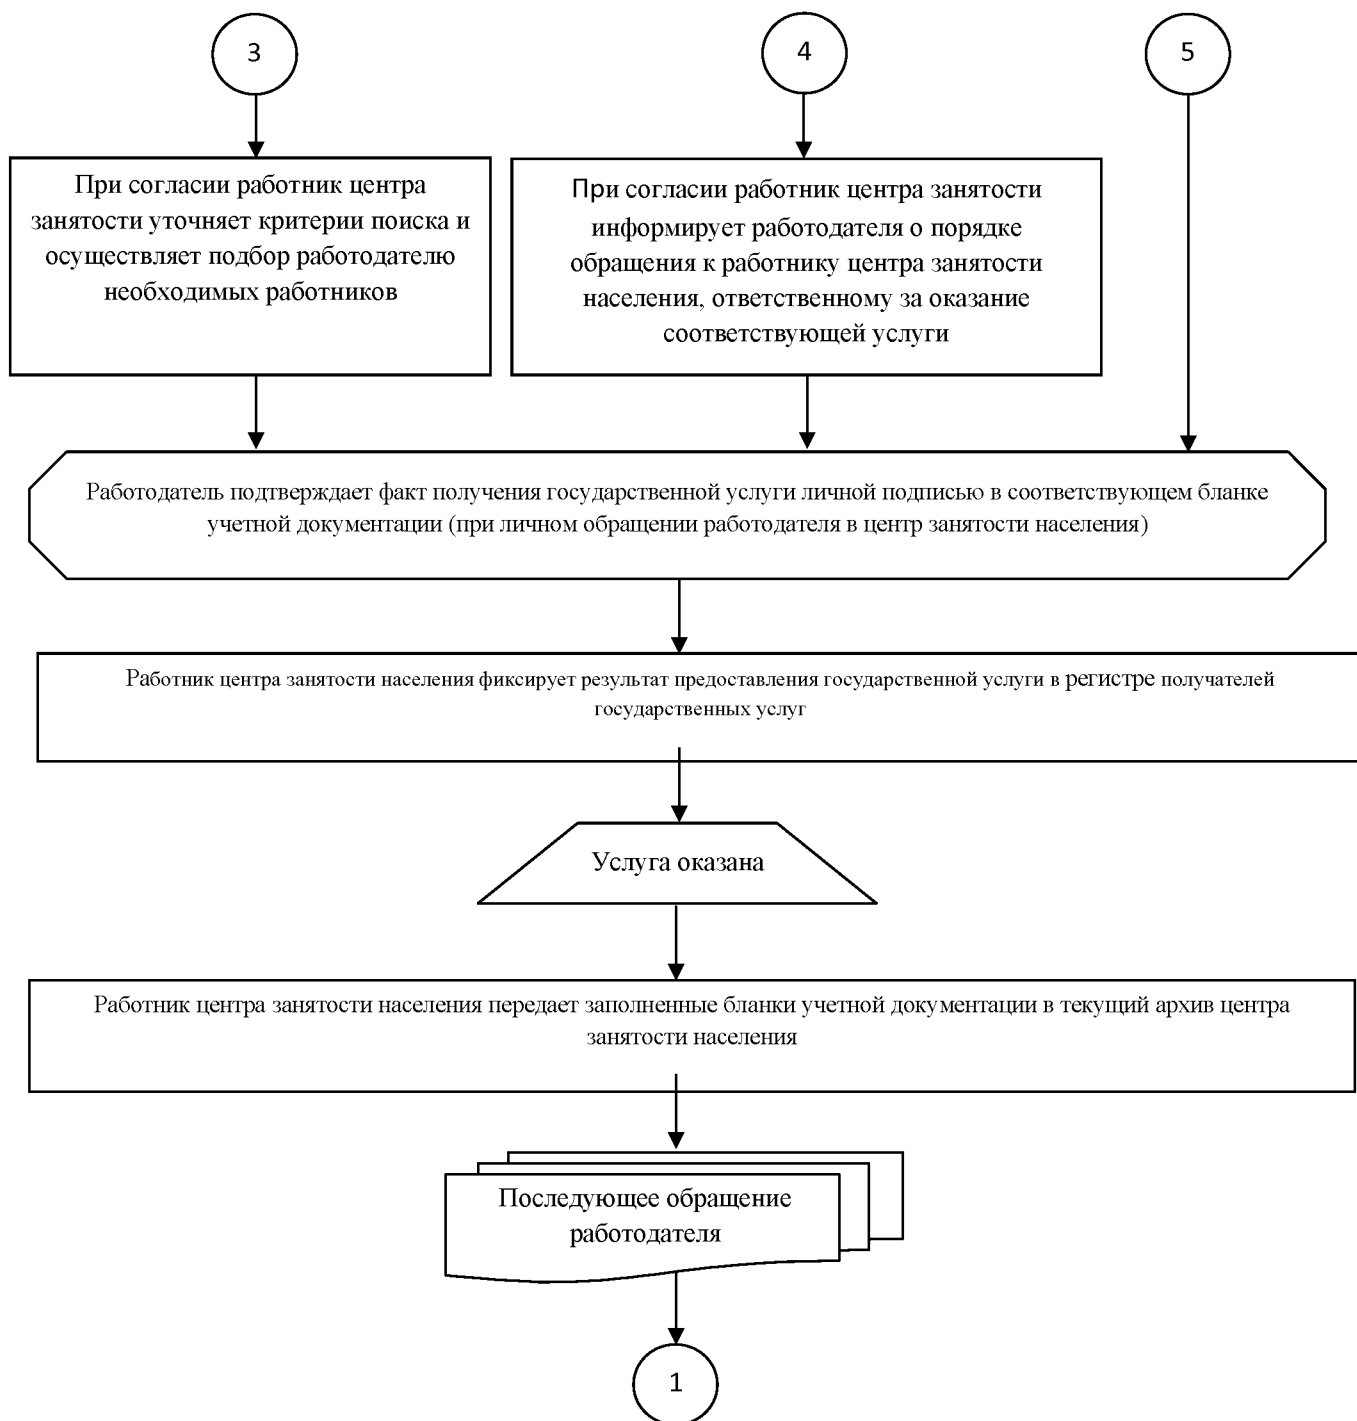 3
4
5
При согласии работник центра
занятости уточняет критерии поиска и
осуществляет подбор работодателю
необходимых работников
При согласии работник центра занятости
информирует работодателя о порядке
обращения к работнику центра занятости
населения, ответственному за оказание
соответствующей услуги
Работодатель подтверждает факт получения государственной услуги личной подписью в соответствующем бланке
учетной документации (при личном обращении работодателя в центр занятости населения)
Работник центра занятости населения фиксирует результат предоставления государственной услуги в регистре получателей
государственных услуг
Услуга оказана
Работник центра занятости населения передает заполненные бланки учетной документации в текущий архив центра
занятости населения
Последующее обращение
работодателя
1